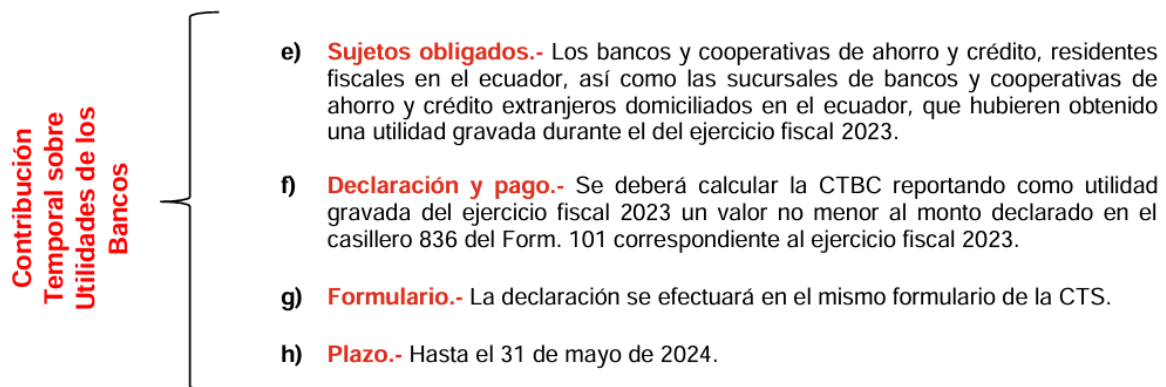 Contribución
Temporal sobre
Utilidades de los
Bancos
e) Sujetos obligados.- Los bancos y cooperativas de ahorro y crédito, residentes
fiscales en el ecuador, así como las sucursales de bancos y cooperativas de
ahorro y crédito extranjeros domiciliados en el ecuador, que hubieren obtenido
una utilidad gravada durante el del ejercicio fiscal 2023.
f) Declaración y pago.- Se deberá calcular la CTBC reportando como utilidad
gravada del ejercicio fiscal 2023 un valor no menor al monto declarado en el
casillero 836 del Form. 101 correspondiente al ejercicio fiscal 2023.
g) Formulario.- La declaración se efectuará en el mismo formulario de la CTS.
h) Plazo.- Hasta el 31 de mayo de 2024.